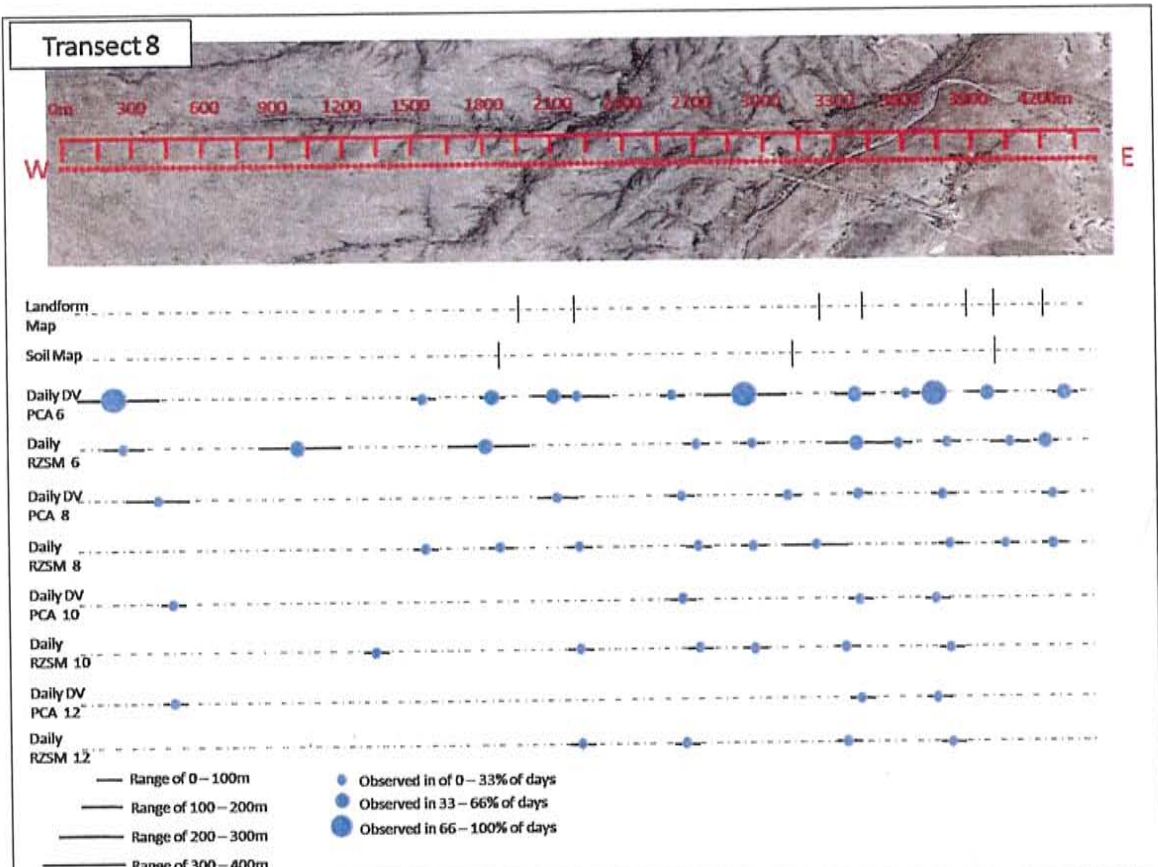 Transect 8
0m 300 600 900 1200 1500 1800 2100 2700 3300 4200m
W
E
Landform
Map
Soil Map
Daily DV
PCA 6
Daily
RZSM 6
Daily DV
PCA 8
Daily
RZSM 8
Daily DV
PCA 10
Daily
RZSM 10
Daily DV
PCA 12
Daily
RZSM 12
Range of 0 – 100m
Range of 100 – 200m
Range of 200 – 300m
Range of 300 – 400m
Observed in of 0 – 33% of days
Observed in 33 – 66% of days
Observed in 66 – 100% of days